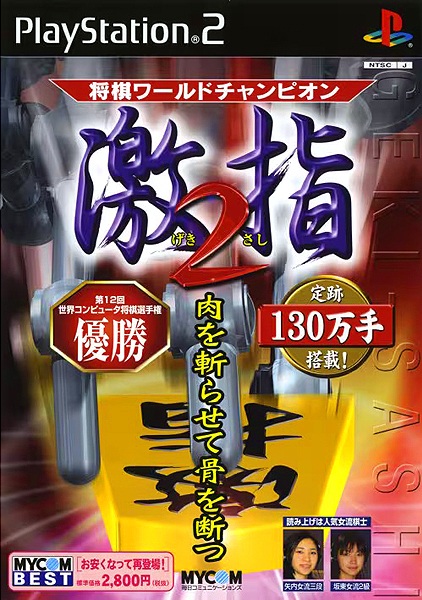 PlayStation®2
NTSC J
将棋ワールドチャンピオン
激指2
げき さし
GEKISASHI
第12回
世界コンピュータ将棋選手権
優勝
定跡
130万手
搭載!
肉を斬らせて骨を断つ
読み上げは人気女流棋士
矢内女流三段
坂東女流2級
MYCOM
BEST
お安くなって再登場!
標準価格2,800円(税抜)
MYCOM
毎日コミュニケーションズ